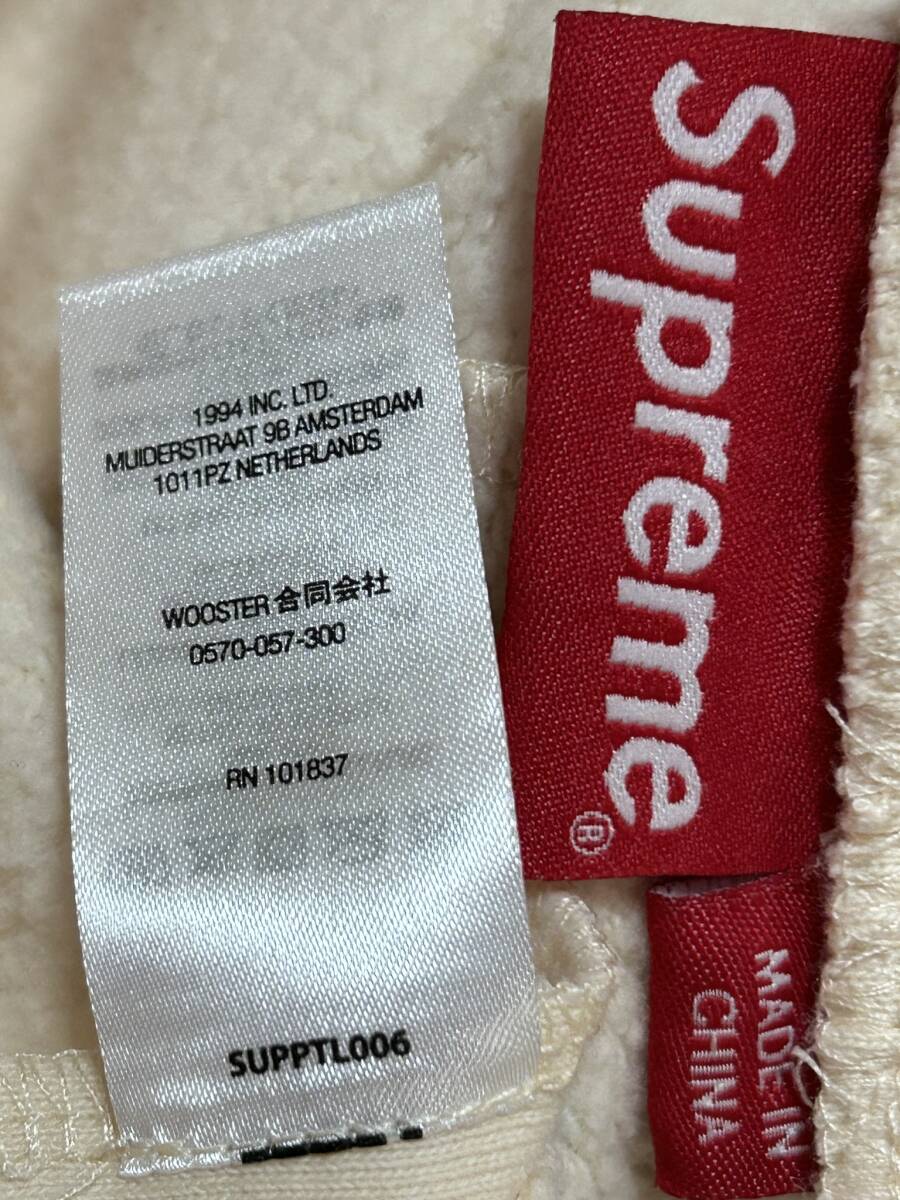 1994 INC. LTD
MUIDERSTRAAT 9B AMSTERDAM
1011PZ NETHERLANDS
WOOSTER 合同会社
0570-057-300
RN 101837
SUPPTL006
Supreme®
MADE IN
CHINA